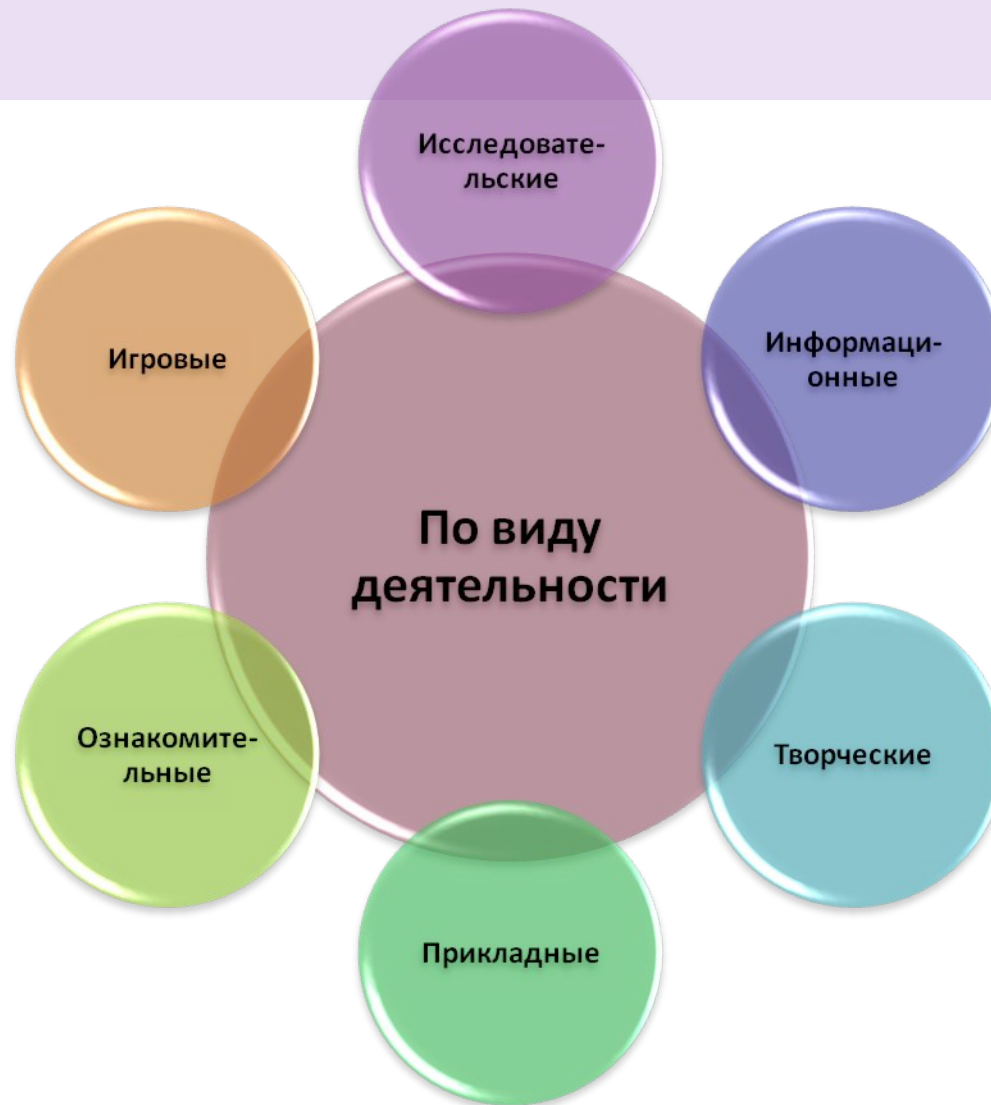 Исследовате-
льские
Игровые
Информаци-
онные
По виду
деятельности
Ознакомите-
льные
Творческие
Прикладные